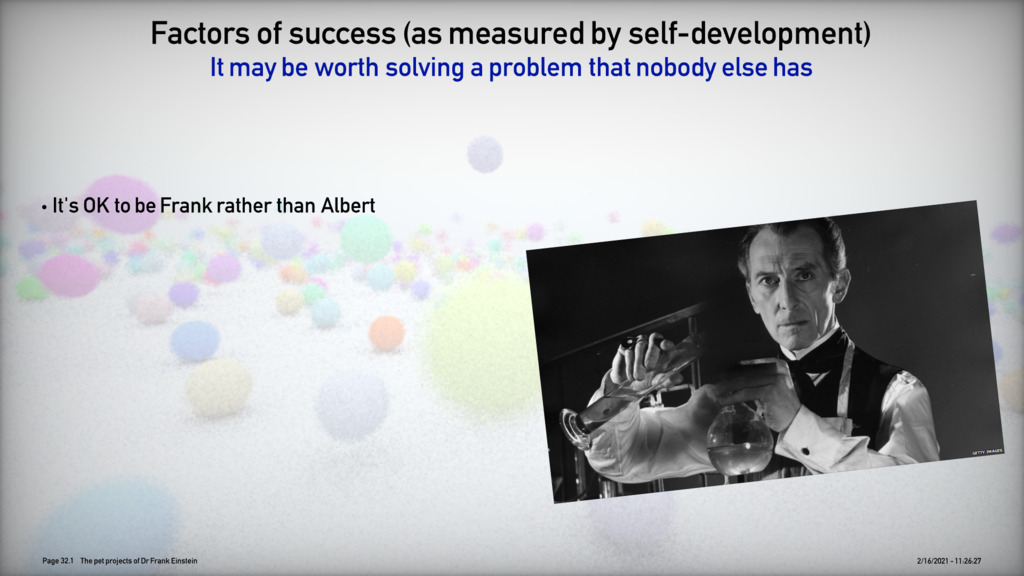 Factors of success (as measured by self-development)
It may be worth solving a problem that nobody else has
• It's OK to be Frank rather than Albert
GETTY IMAGES
Page 32.1 The pet projects of Dr Frank Einstein
2/16/2021 - 11:26:27